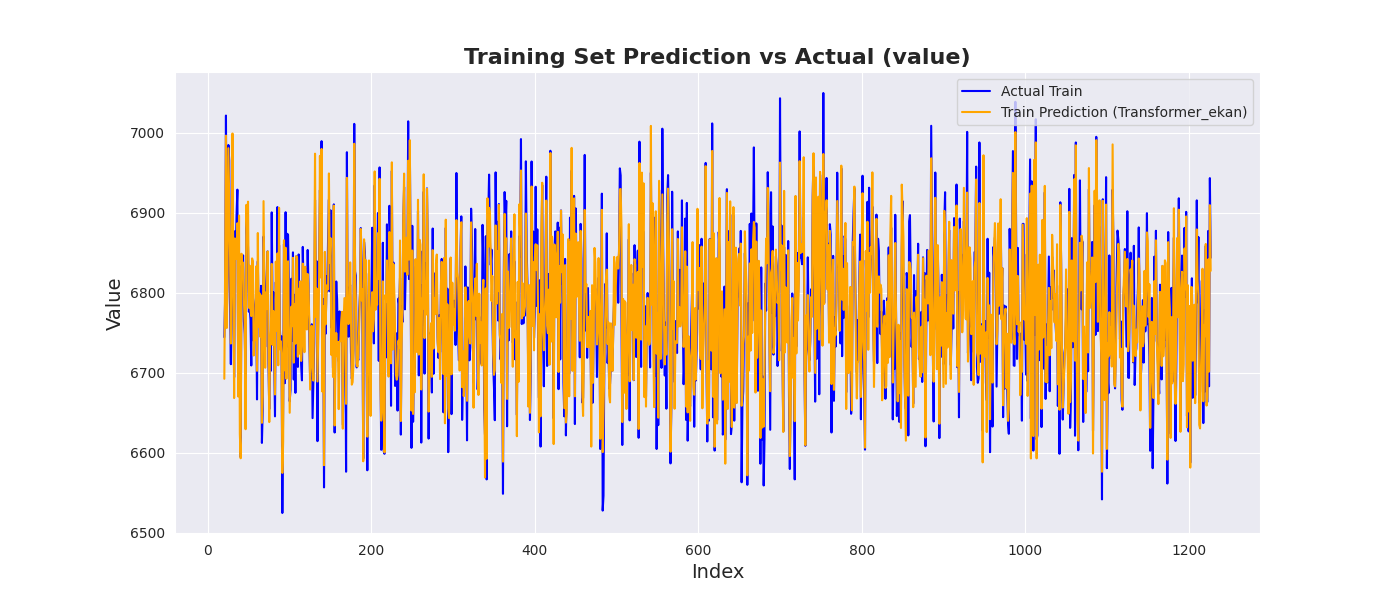 Training Set Prediction vs Actual (value)
Actual Train
Train Prediction (Transformer_ekan)
Value
7000
6900
6800
6700
6600
6500
0 200 400 600 800 1000 1200
Index